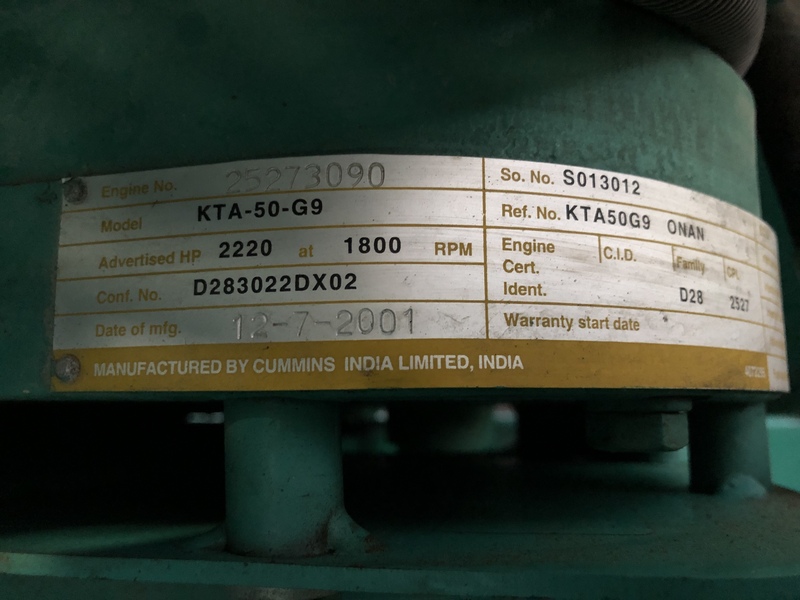 Engine No. 25273090
Model KTA-50-G9
Advertised HP 2220 at 1800 RPM
Conf. No. D283022DX02
Date of mfg. 12-7-2001
So. No. S013012
Ref. No. KTA50G9 ONAN
Engine Cert. Ident. C.I.D. Family D28 CPL 2527
Warranty start date
MANUFACTURED BY CUMMINS INDIA LIMITED, INDIA